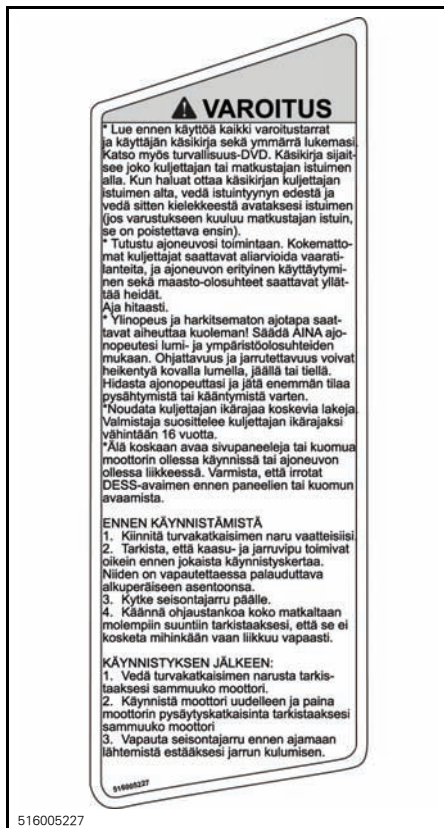 VAROITUS
* Lue ennen käyttöä kaikki varoitustarrat
ja käyttäjän käsikirja sekä ymmärrä lukemasi.
Katso myös turvallisuus-DVD. Käsikirja sijait-
see joko kuljettajan tai matkustajan istuimen
alla. Kun haluat ottaa käsikirjan kuljettajan
istuimen alta, vedä istuintyynyn edestä ja
vedä sitten kielekkeestä avataksesi istuimen
(jos varustukseen kuuluu matkustajan istuin,
se on poistettava ensin).
* Tutustu ajoneuvosi toimintaan. Kokematto-
mat kuljettajat saattavat aliarvioida vaarati-
lanteita, ja ajoneuvon erityinen käyttäytymi-
nen sekä maasto-olosuhteet saattavat yllät-
tää heidät.
Aja hitaasti.
* Ylinopeus ja harkitsematon ajotapa saat-
tavat aiheuttaa kuoleman! Säädä AINA ajo-
nopeutesi lumi- ja ympäristöolosuhteiden
mukaan. Ohjattavuus ja jarrutettavuus voivat
heikentyä kovalla lumella, jäällä tai tiellä.
Hidasta ajonopeuttasi ja jätä enemmän tilaa
pysähtymistä tai kääntymistä varten.
*Noudata kuljettajan ikärajaa koskevia lakeja.
Valmistaja suosittelee kuljettajan ikärajaksi
vähintään 16 vuotta.
*Älä koskaan avaa sivupaneeleja tai kuomua
moottorin ollessa käynnissä tai ajoneuvon
ollessa liikkeessä. Varmista, että irrotat
DESS-avaimen ennen paneelien tai kuomun
avaamista.
ENNEN KÄYNNISTÄMISTÄ
1. Kiinnitä turvakatkaisimen naru vaatteisiisi.
2. Tarkista, että kaasu- ja jarruvipu toimivat
oikein ennen jokaista käynnistyskertaa.
Niiden on vapautettaessa palauduttava
alkuperäiseen asentoonsa.
3. Kytke seisontajarru päälle.
4. Käännä ohjaustankoa koko matkaltaan
molempiin suuntiin tarkistaaksesi, että se ei
kosketa mihinkään vaan liikkuu vapaasti.
KÄYNNISTYKSEN JÄLKEEN:
1. Vedä turvakatkaisimen narusta tarkis-
taaksesi sammuuko moottori.
2. Käynnistä moottori uudelleen ja paina
moottorin pysäytyskatkaisinta tarkistaaksesi
sammuuko moottori
3. Vapauta seisontajarru ennen ajamaan
lähtemistä estääksesi jarrun kulumisen.
516005227
516005227